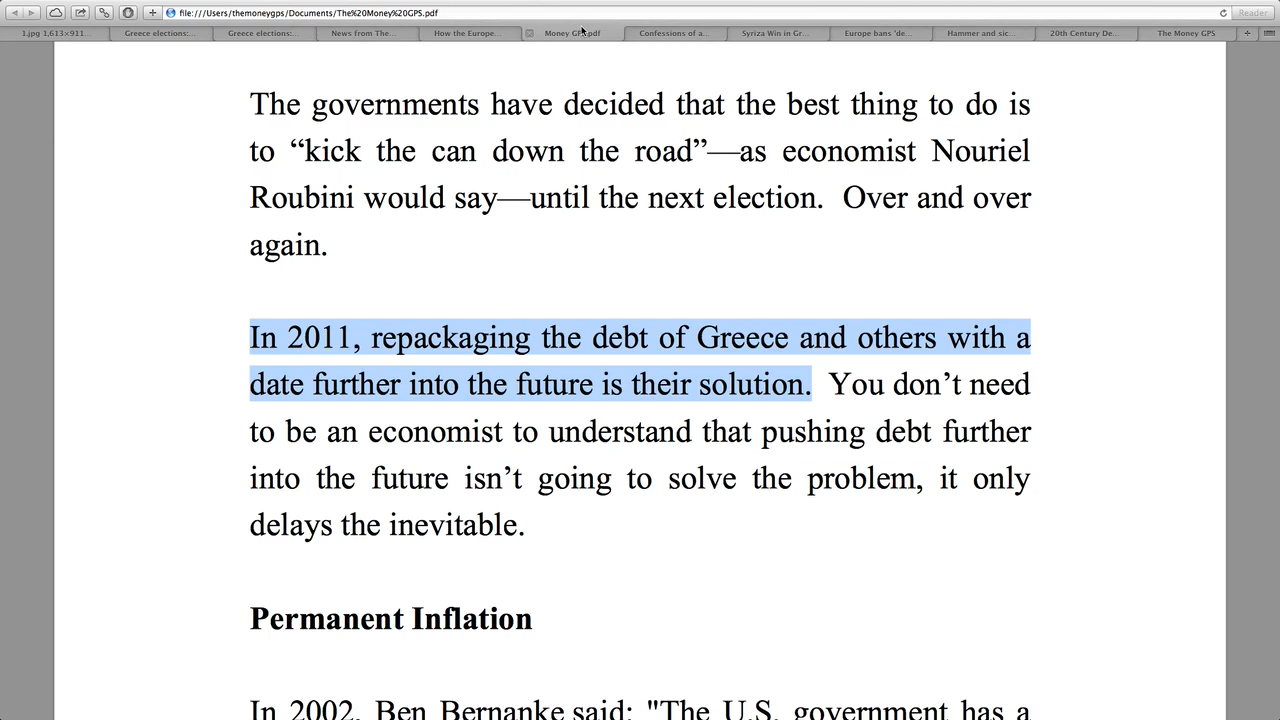 file:///Users/themoneygps/Documents/The%20Money%20GPS.pdf
Reader
1.jpg 1,613×911... Greece elections:... Greece elections:... News from The... How the Europe... Money GPS.pdf Confessions of a... Syriza Win in Gr... Europe bans 'de... Hammer and sic... 20th Century De... The Money GPS
The governments have decided that the best thing to do is
to “kick the can down the road”—as economist Nouriel
Roubini would say—until the next election.  Over and over
again.
In 2011, repackaging the debt of Greece and others with a
date further into the future is their solution.  You don’t need
to be an economist to understand that pushing debt further
into the future isn’t going to solve the problem, it only
delays the inevitable.
Permanent Inflation
In 2002, Ben Bernanke said: "The U.S. government has a